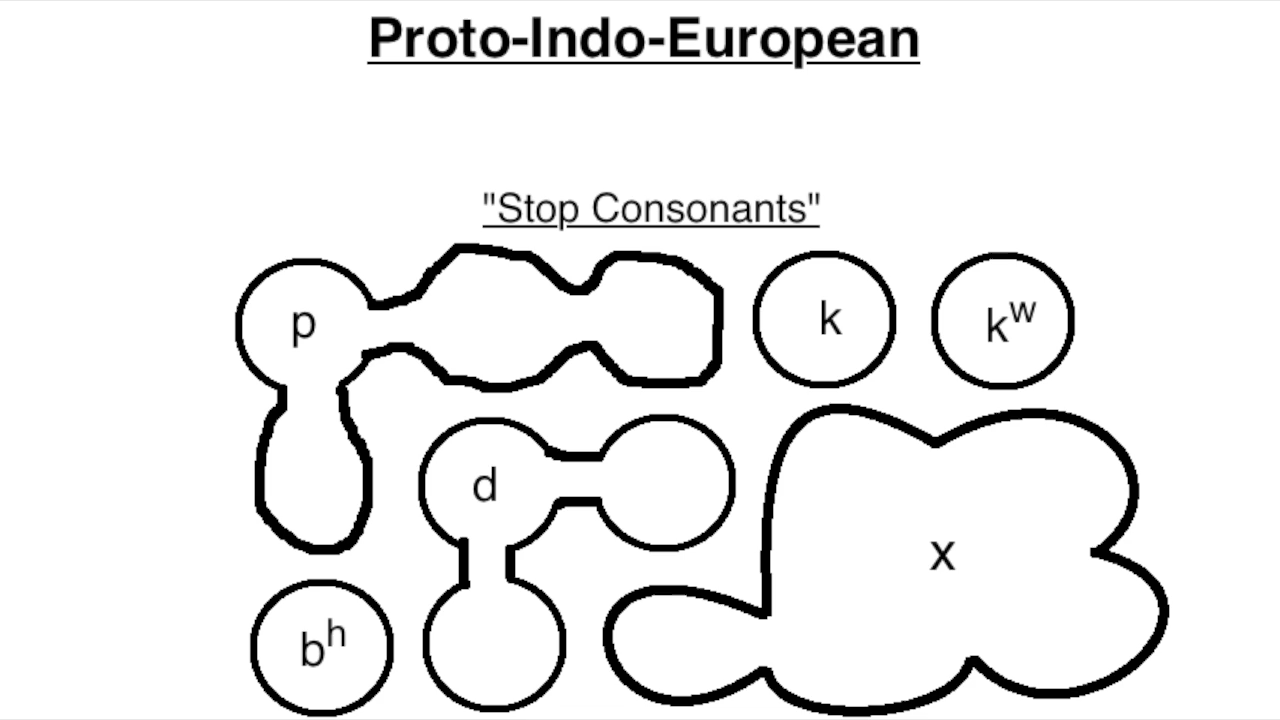 Proto-Indo-European
"Stop Consonants"
p
k
kʷ
d
x
bʰ